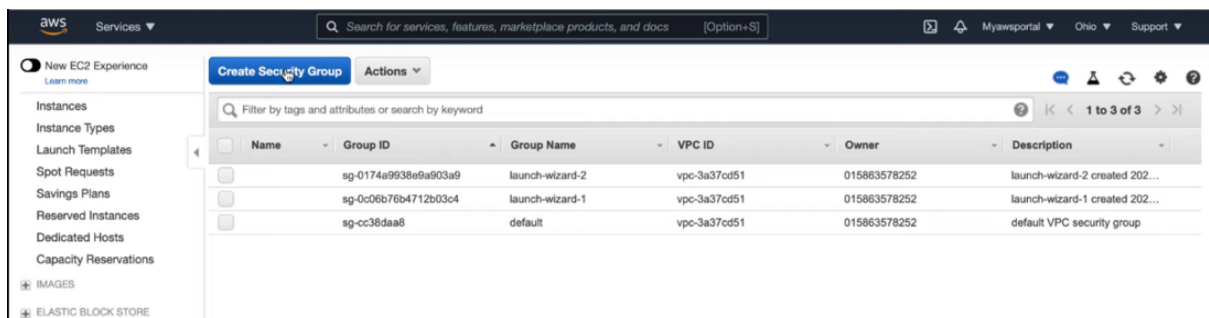 aws Services ▼ Search for services, features, marketplace products, and docs [Option+S] Myawsportal ▼ Ohio ▼ Support ▼
New EC2 Experience
Learn more
Create Security Group Actions
Instances
Instance Types
Launch Templates
Spot Requests
Savings Plans
Reserved Instances
Dedicated Hosts
Capacity Reservations
IMAGES
ELASTIC BLOCK STORE
Filter by tags and attributes or search by keyword 1 to 3 of 3
Name Group ID Group Name VPC ID Owner Description
sg-0174a9938e9a903a9 launch-wizard-2 vpc-3a37cd51 015863578252 launch-wizard-2 created 202...
sg-0c06b76b4712b03c4 launch-wizard-1 vpc-3a37cd51 015863578252 launch-wizard-1 created 202...
sg-cc38daa8 default vpc-3a37cd51 015863578252 default VPC security group